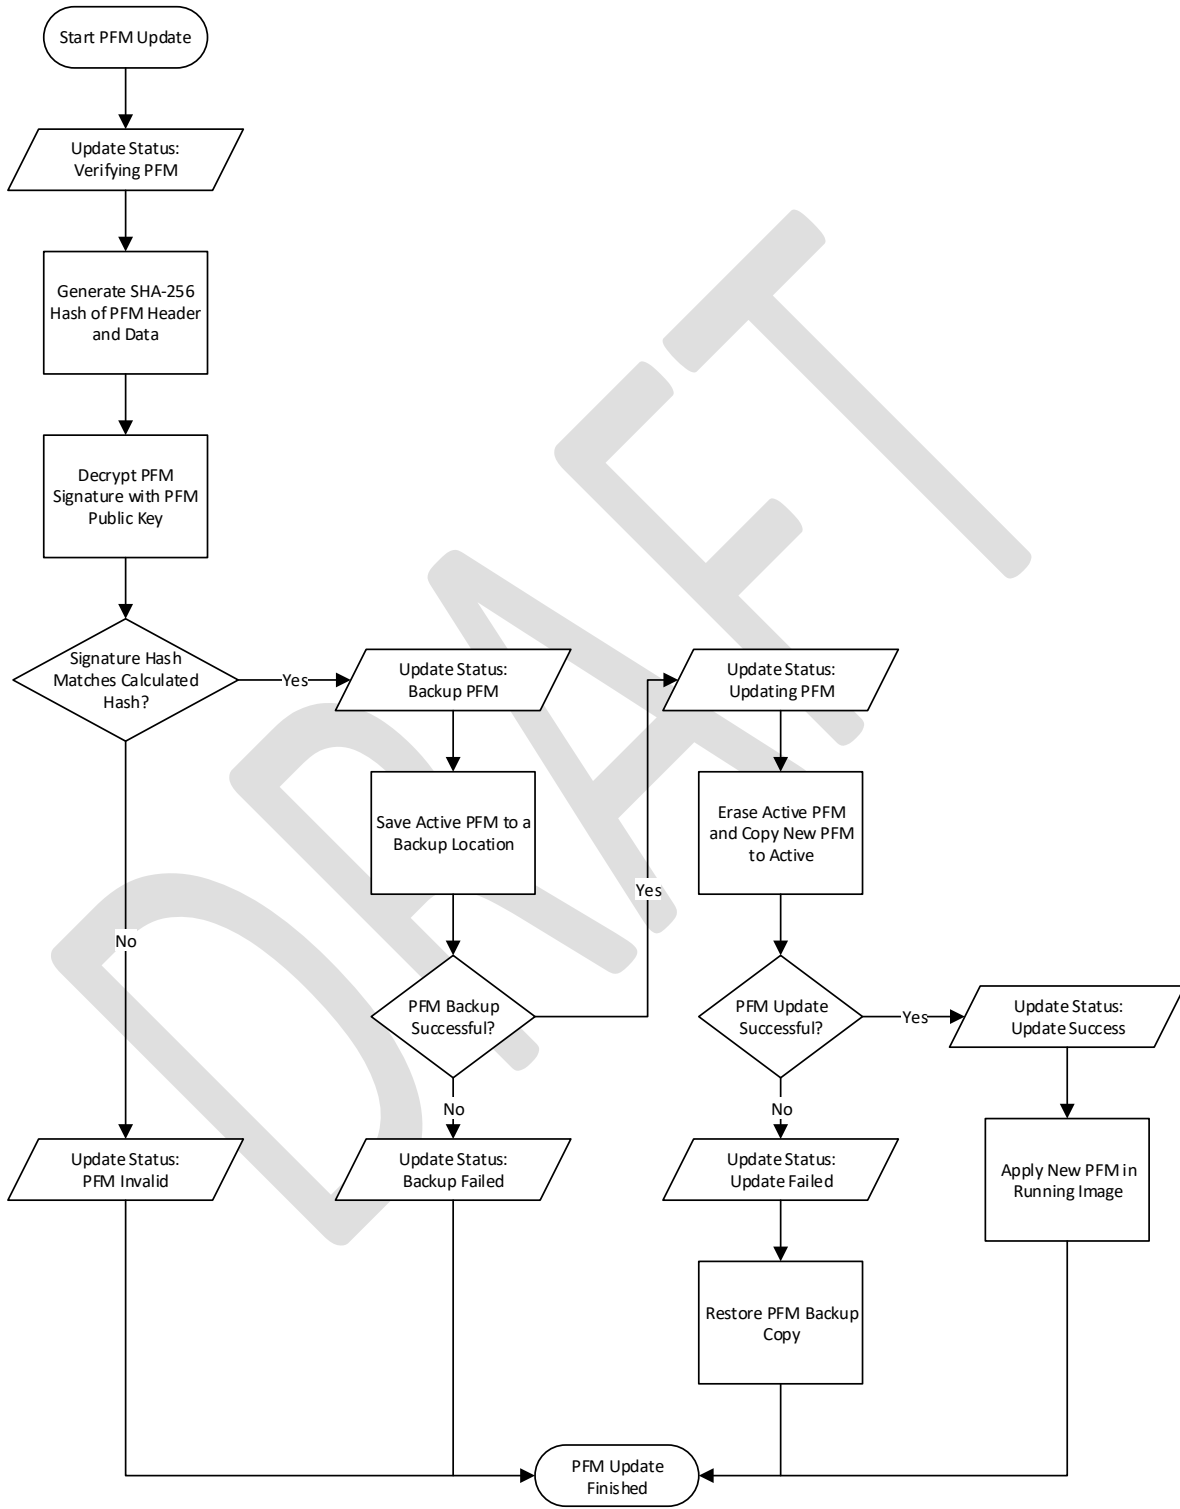 Start PFM Update
Update Status:
Verifying PFM
Generate SHA-256
Hash of PFM Header
and Data
Decrypt PFM
Signature with PFM
Public Key
Signature Hash
Matches Calculated
Hash?
Yes
No
Update Status:
PFM Invalid
Update Status:
Backup PFM
Save Active PFM to a
Backup Location
PFM Backup
Successful?
Yes
No
Update Status:
Backup Failed
Update Status:
Updating PFM
Erase Active PFM
and Copy New PFM
to Active
PFM Update
Successful?
Yes
No
Update Status:
Update Failed
Restore PFM Backup
Copy
Update Status:
Update Success
Apply New PFM in
Running Image
PFM Update
Finished
DRAFT